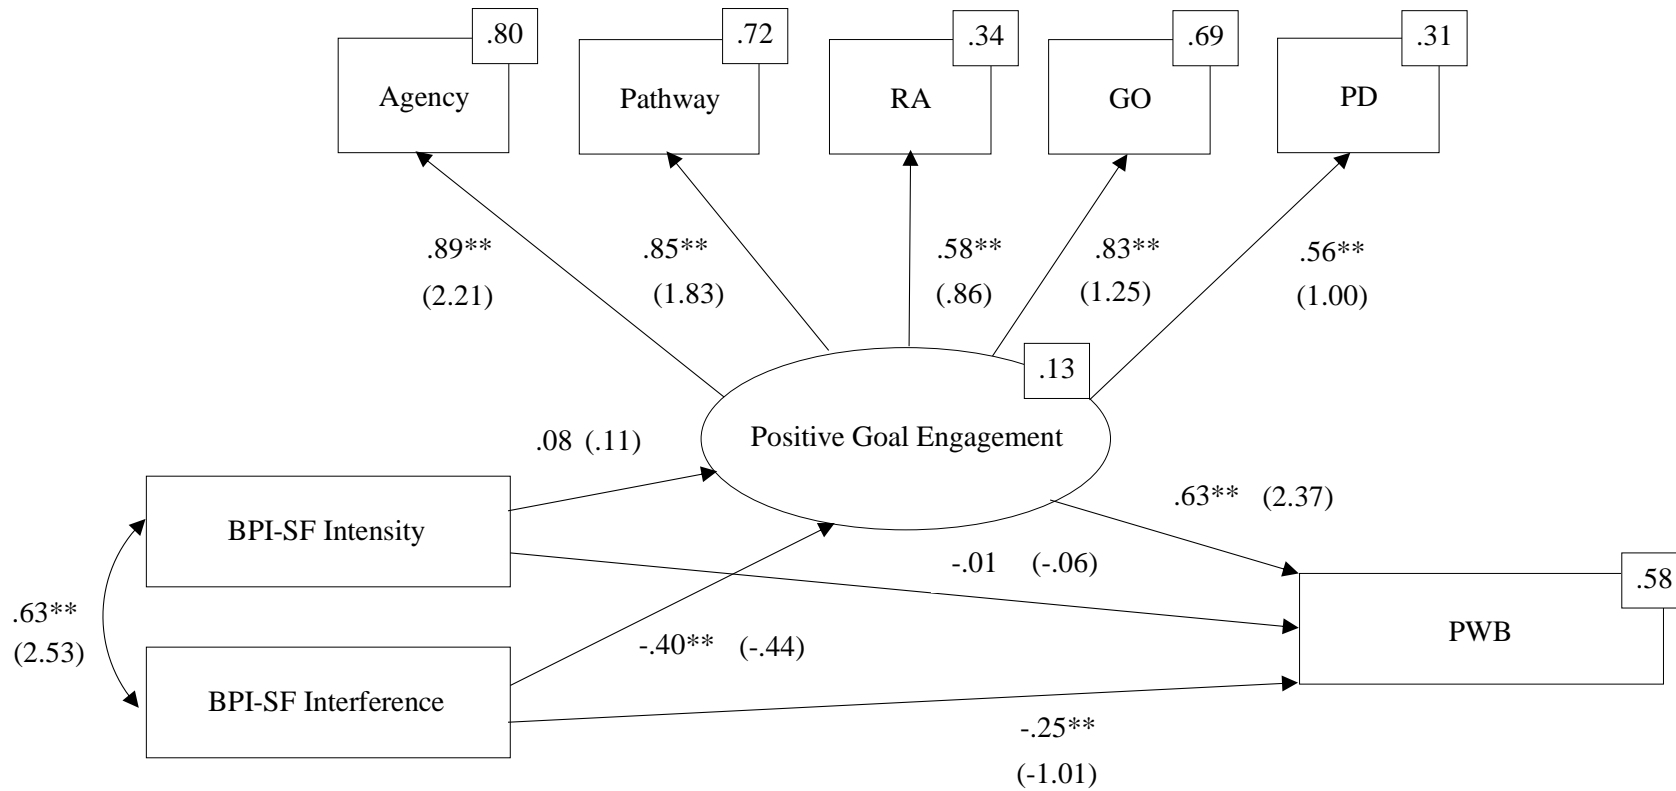 .80
.72
.34
.69
.31
Agency
Pathway
RA
GO
PD
.89**
(2.21)
.85**
(1.83)
.58**
(.86)
.83**
(1.25)
.56**
(1.00)
.13
Positive Goal Engagement
.08 (.11)
.63** (2.37)
BPI-SF Intensity
-.01 (-.06)
.58
.63**
(2.53)
PWB
-.40** (-.44)
BPI-SF Interference
-.25**
(-1.01)